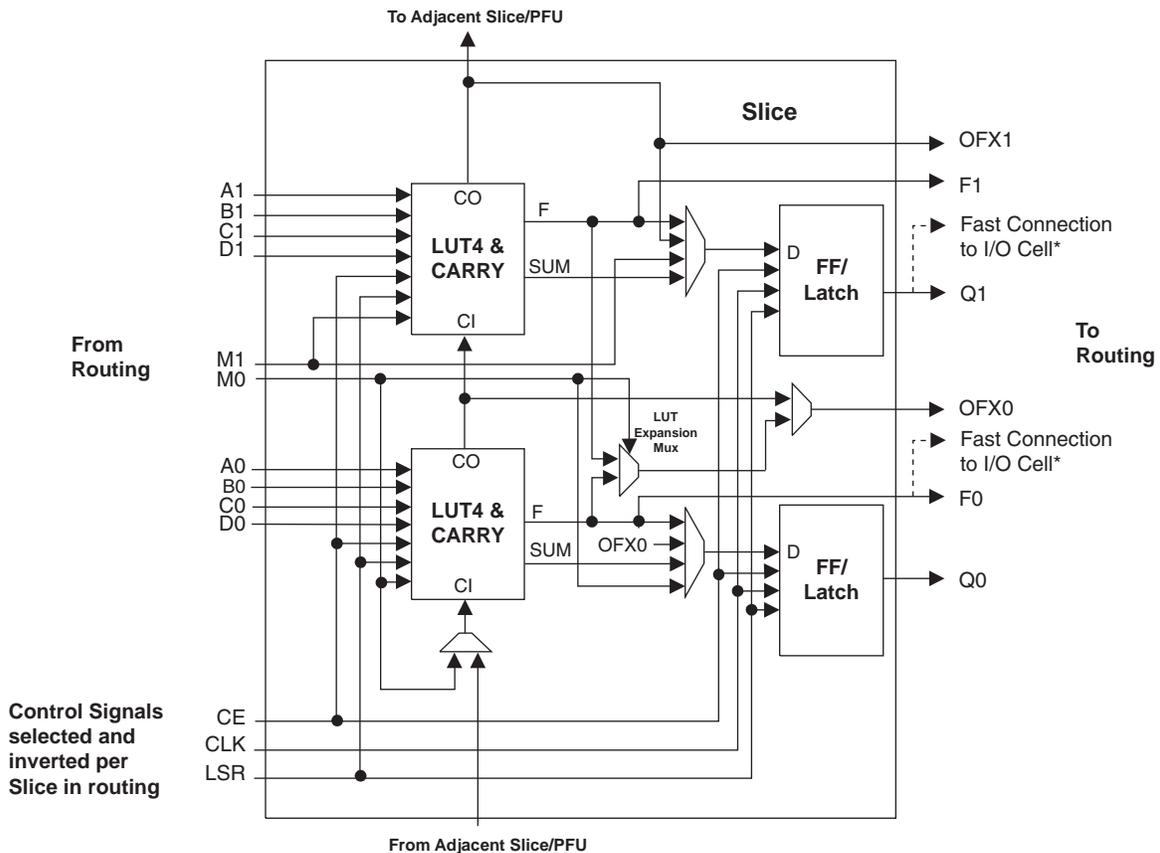 To Adjacent Slice/PFU
Slice
OFX1
F1
Fast Connection
to I/O Cell*
Q1
A1
B1
C1
D1
CO
LUT4 &
CARRY
CI
F
SUM
D
FF/
Latch
From
Routing
To
Routing
M1
M0
LUT
Expansion
Mux
OFX0
Fast Connection
to I/O Cell*
F0
A0
B0
C0
D0
CO
LUT4 &
CARRY
CI
F
SUM
OFX0
D
FF/
Latch
Q0
Control Signals
selected and
inverted per
Slice in routing
CE
CLK
LSR
From Adjacent Slice/PFU